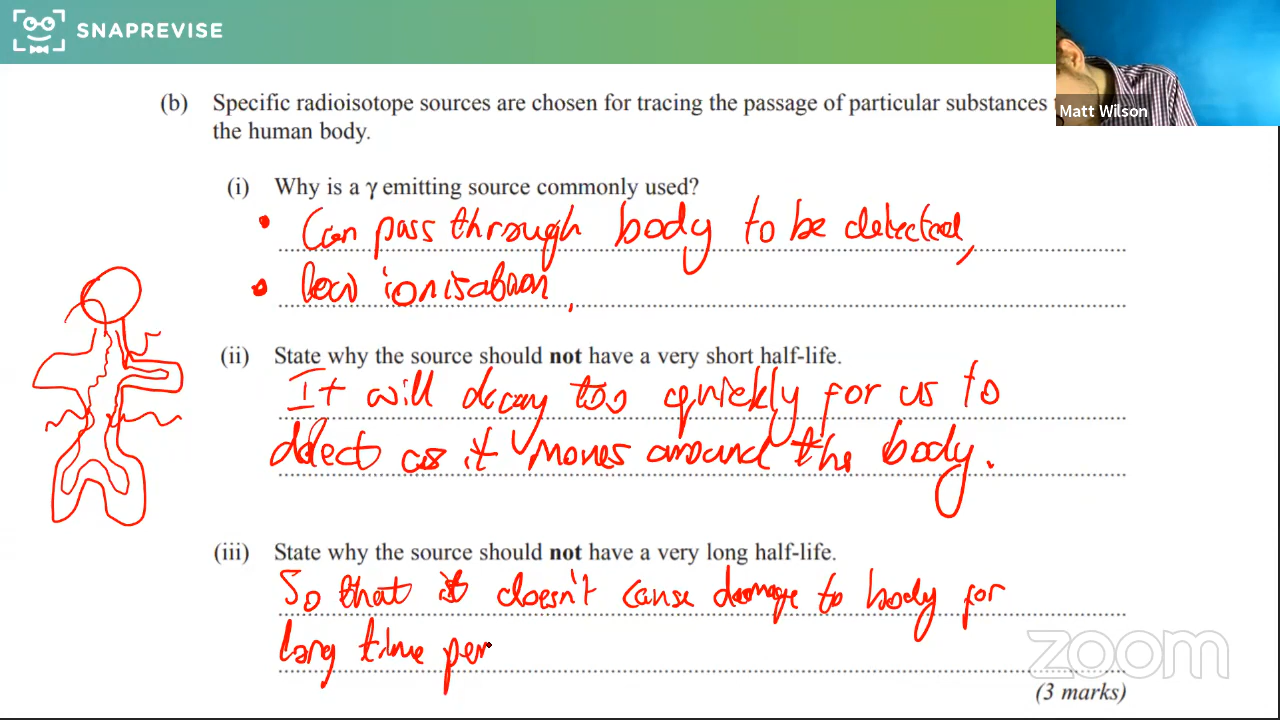 SNAPREVISE
Matt Wilson
(b) Specific radioisotope sources are chosen for tracing the passage of particular substances
the human body.
(i) Why is a γ emitting source commonly used?
• Can pass through body to be detected,
• low ionisation,
(ii) State why the source should not have a very short half-life.
It will decay too quickly for us to
detect as it moves around the body.
(iii) State why the source should not have a very long half-life.
So that it doesn't cause damage to body for
long time per
zoom
(3 marks)